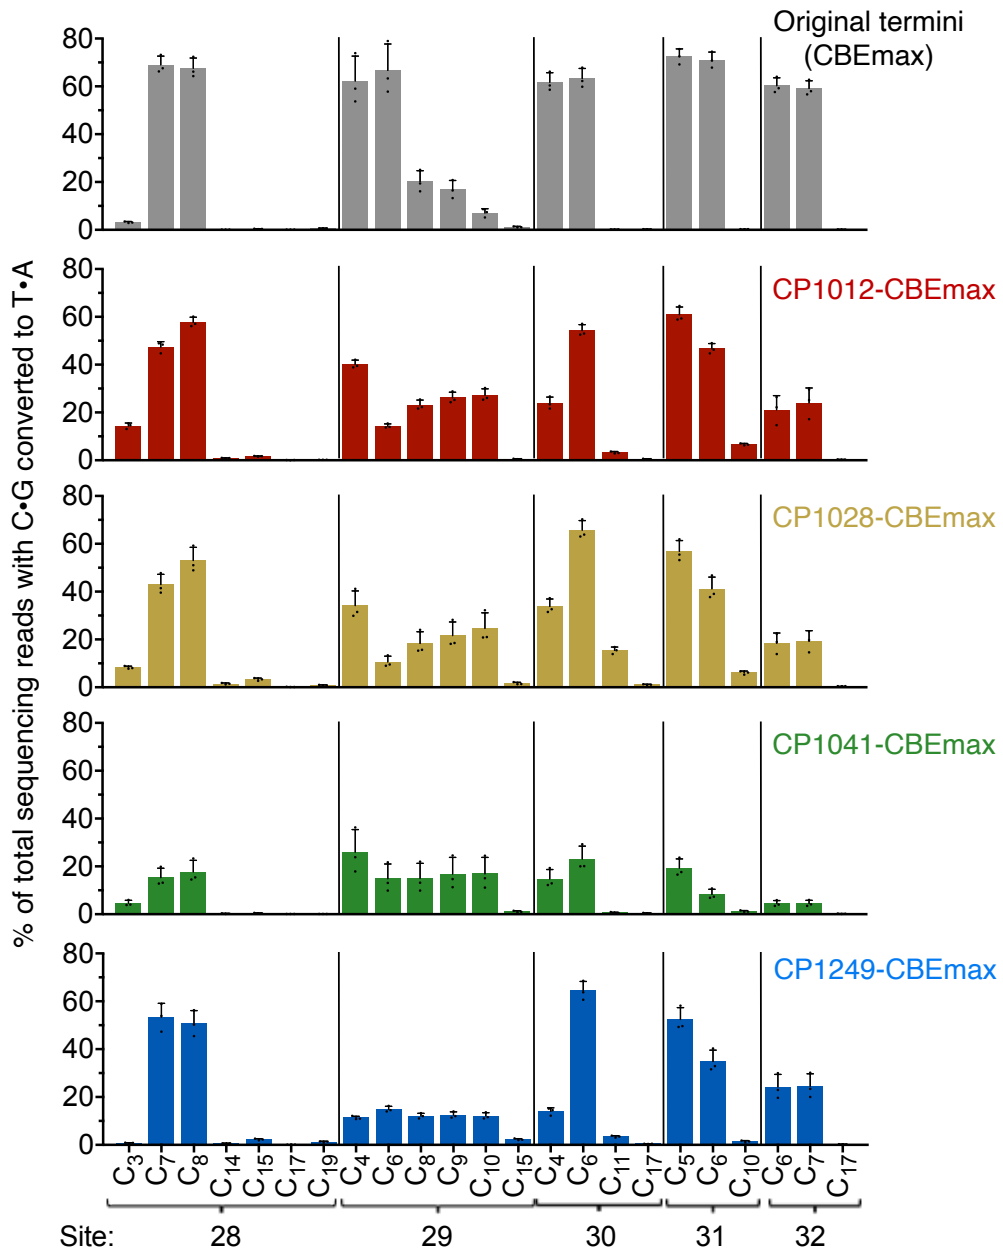 Original termini
(CBEmax)
80
60
40
20
0
CP1012-CBEmax
80
60
40
20
0
CP1028-CBEmax
80
60
40
20
0
CP1041-CBEmax
80
60
40
20
0
CP1249-CBEmax
80
60
40
20
0
% of total sequencing reads with C•G converted to T•A
C3 C7 C8 C14 C15 C17 C19 C4 C6 C8 C9 C10 C15 C4 C6 C11 C17 C5 C6 C10 C6 C7 C17
Site: 28 29 30 31 32